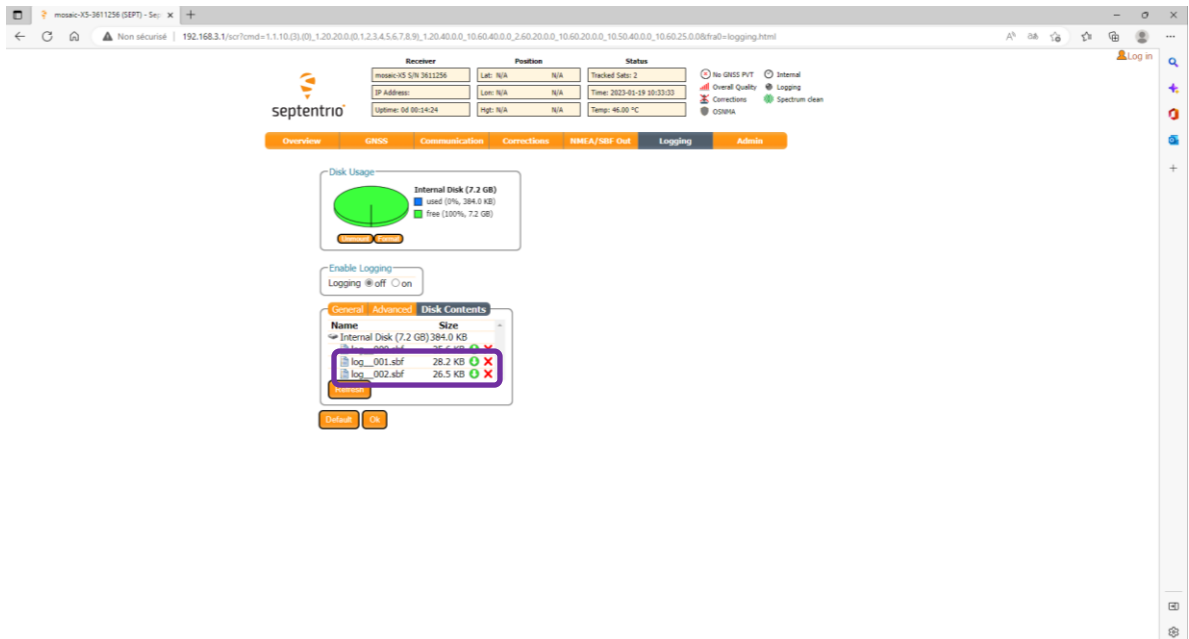 mosaic-X5-3611256 (SEPT) - Sep
Non sécurisé | 192.168.3.1/scr?cmd=1.1.10.(3).(0)_1.20.20.0.(0.1.2.3.4.5.6.7.8.9)_1.20.40.0.0_10.60.40.0.0_2.60.20.0.0_10.60.20.0.0_10.50.40.0.0_10.60.25.0.0&fra0=logging.html
Log in
septentrio
Receiver
mosaic-X5 S/N 3611256
IP Address:
Uptime: 0d 00:14:24
Position
Lat: N/A N/A
Lon: N/A N/A
Hgt: N/A N/A
Status
Tracked Sats: 2
Time: 2023-01-19 10:33:33
Temp: 46.00 °C
No GNSS PVT Internal
Overall Quality Logging
Corrections Spectrum clean
OSNMA
Overview GNSS Communication Corrections NMEA/SBF Out Logging Admin
Disk Usage
Internal Disk (7.2 GB)
used (0%, 384.0 KB)
free (100%, 7.2 GB)
Unmount Format
Enable Logging
Logging off on
General Advanced Disk Contents
Name Size
Internal Disk (7.2 GB) 384.0 KB
log__001.sbf 28.2 KB
log__002.sbf 26.5 KB
Refresh
Default Ok